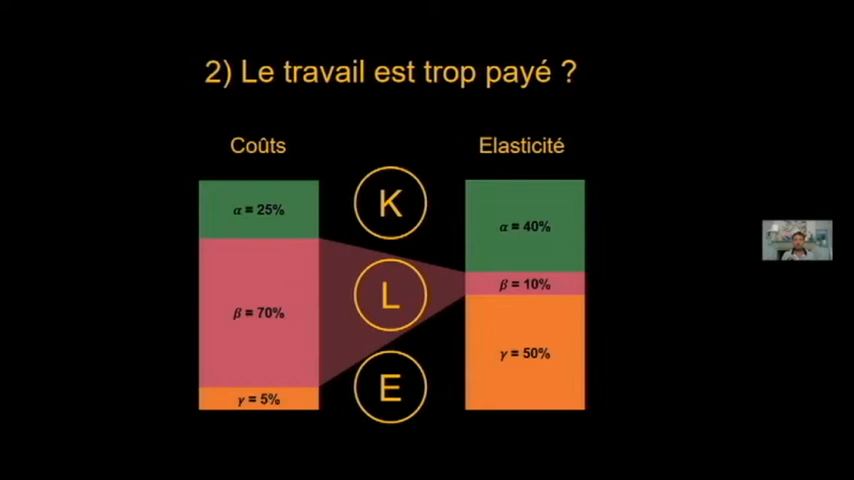 2) Le travail est trop payé ?
Coûts
Elasticité
α = 25%
K
α = 40%
β = 70%
L
β = 10%
γ = 5%
E
γ = 50%